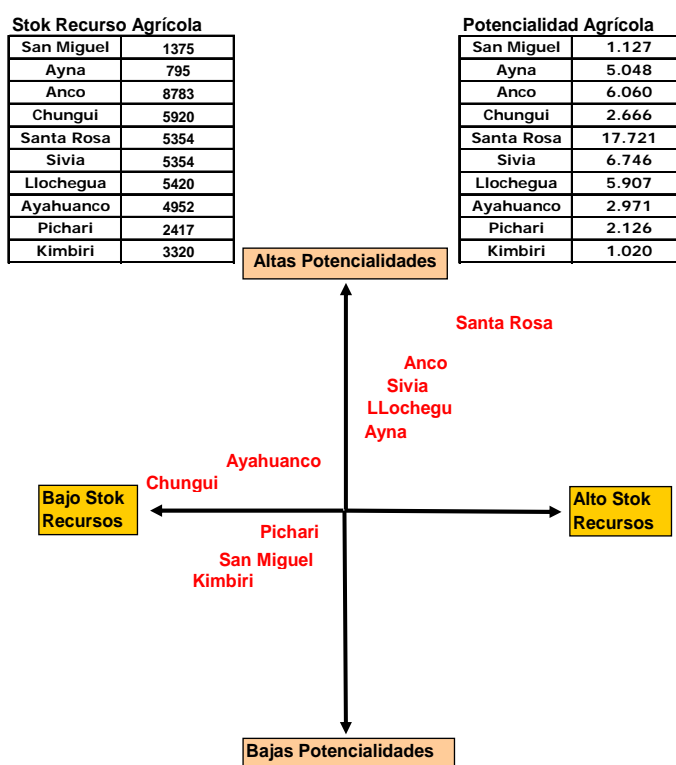 Stok Recurso Agrícola
San Miguel 1375
Ayna 795
Anco 8783
Chungui 5920
Santa Rosa 5354
Sivia 5354
Llochegua 5420
Ayahuanco 4952
Pichari 2417
Kimbiri 3320
Potencialidad Agrícola
San Miguel 1.127
Ayna 5.048
Anco 6.060
Chungui 2.666
Santa Rosa 17.721
Sivia 6.746
Llochegua 5.907
Ayahuanco 2.971
Pichari 2.126
Kimbiri 1.020
Altas Potencialidades
Santa Rosa
Anco
Sivia
LLochegu
Ayna
Ayahuanco
Chungui
Bajo Stok
Recursos
Alto Stok
Recursos
Pichari
San Miguel
Kimbiri
Bajas Potencialidades